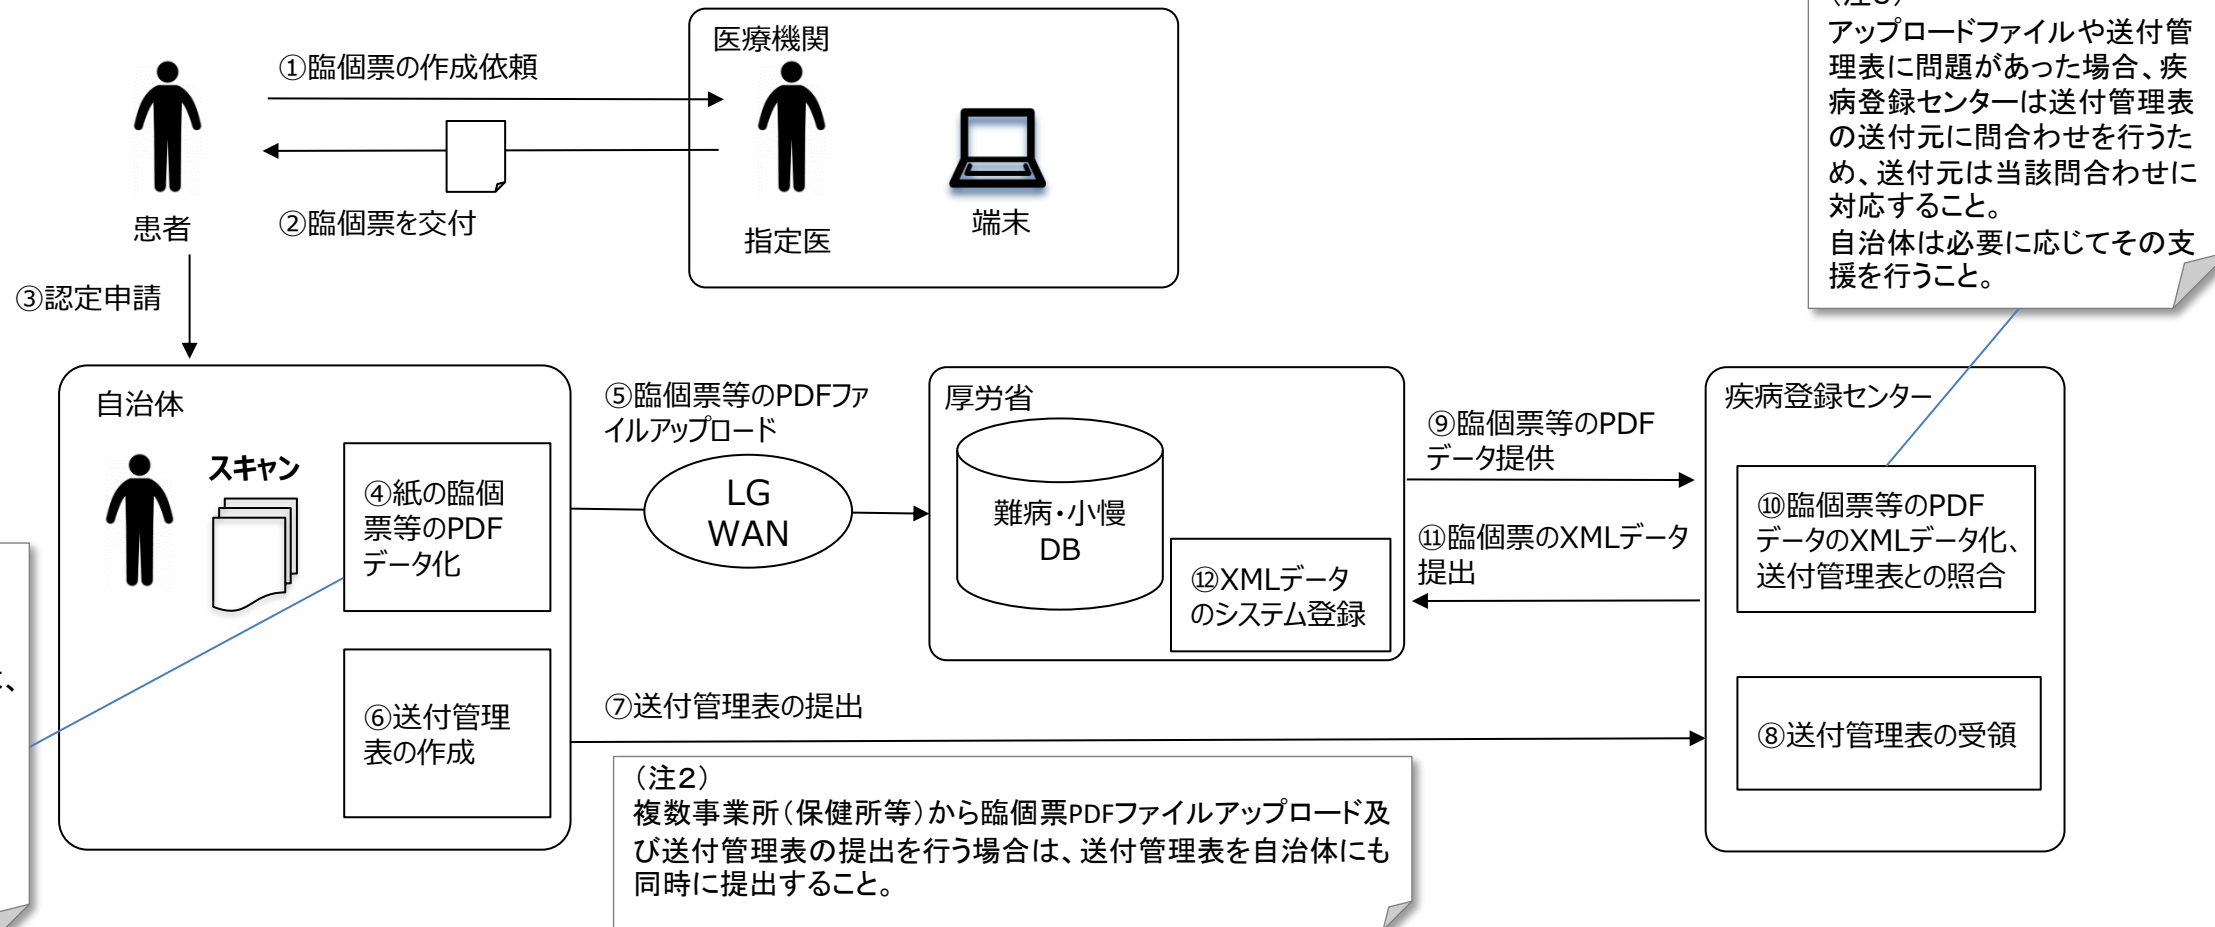 医療機関
①臨個票の作成依頼
②臨個票を交付
患者
指定医
端末
③認定申請
アップロードファイルや送付管
理表に問題があった場合、疾
病登録センターは送付管理表
の送付元に問合わせを行うた
め、送付元は当該問合わせに
対応すること。
自治体は必要に応じてその支
援を行うこと。
自治体
スキャン
④紙の臨個
票等のPDF
データ化
⑤臨個票等のPDFファ
イルアップロード
LG
WAN
厚労省
難病・小慢
DB
⑫XMLデータ
のシステム登録
⑨臨個票等のPDF
データ提供
⑪臨個票のXMLデータ
提出
疾病登録センター
⑩臨個票等のPDF
データのXMLデータ化、
送付管理表との照合
⑥送付管理
表の作成
⑦送付管理表の提出
⑧送付管理表の受領
（注２）
複数事業所（保健所等）から臨個票PDFファイルアップロード及
び送付管理表の提出を行う場合は、送付管理表を自治体にも
同時に提出すること。